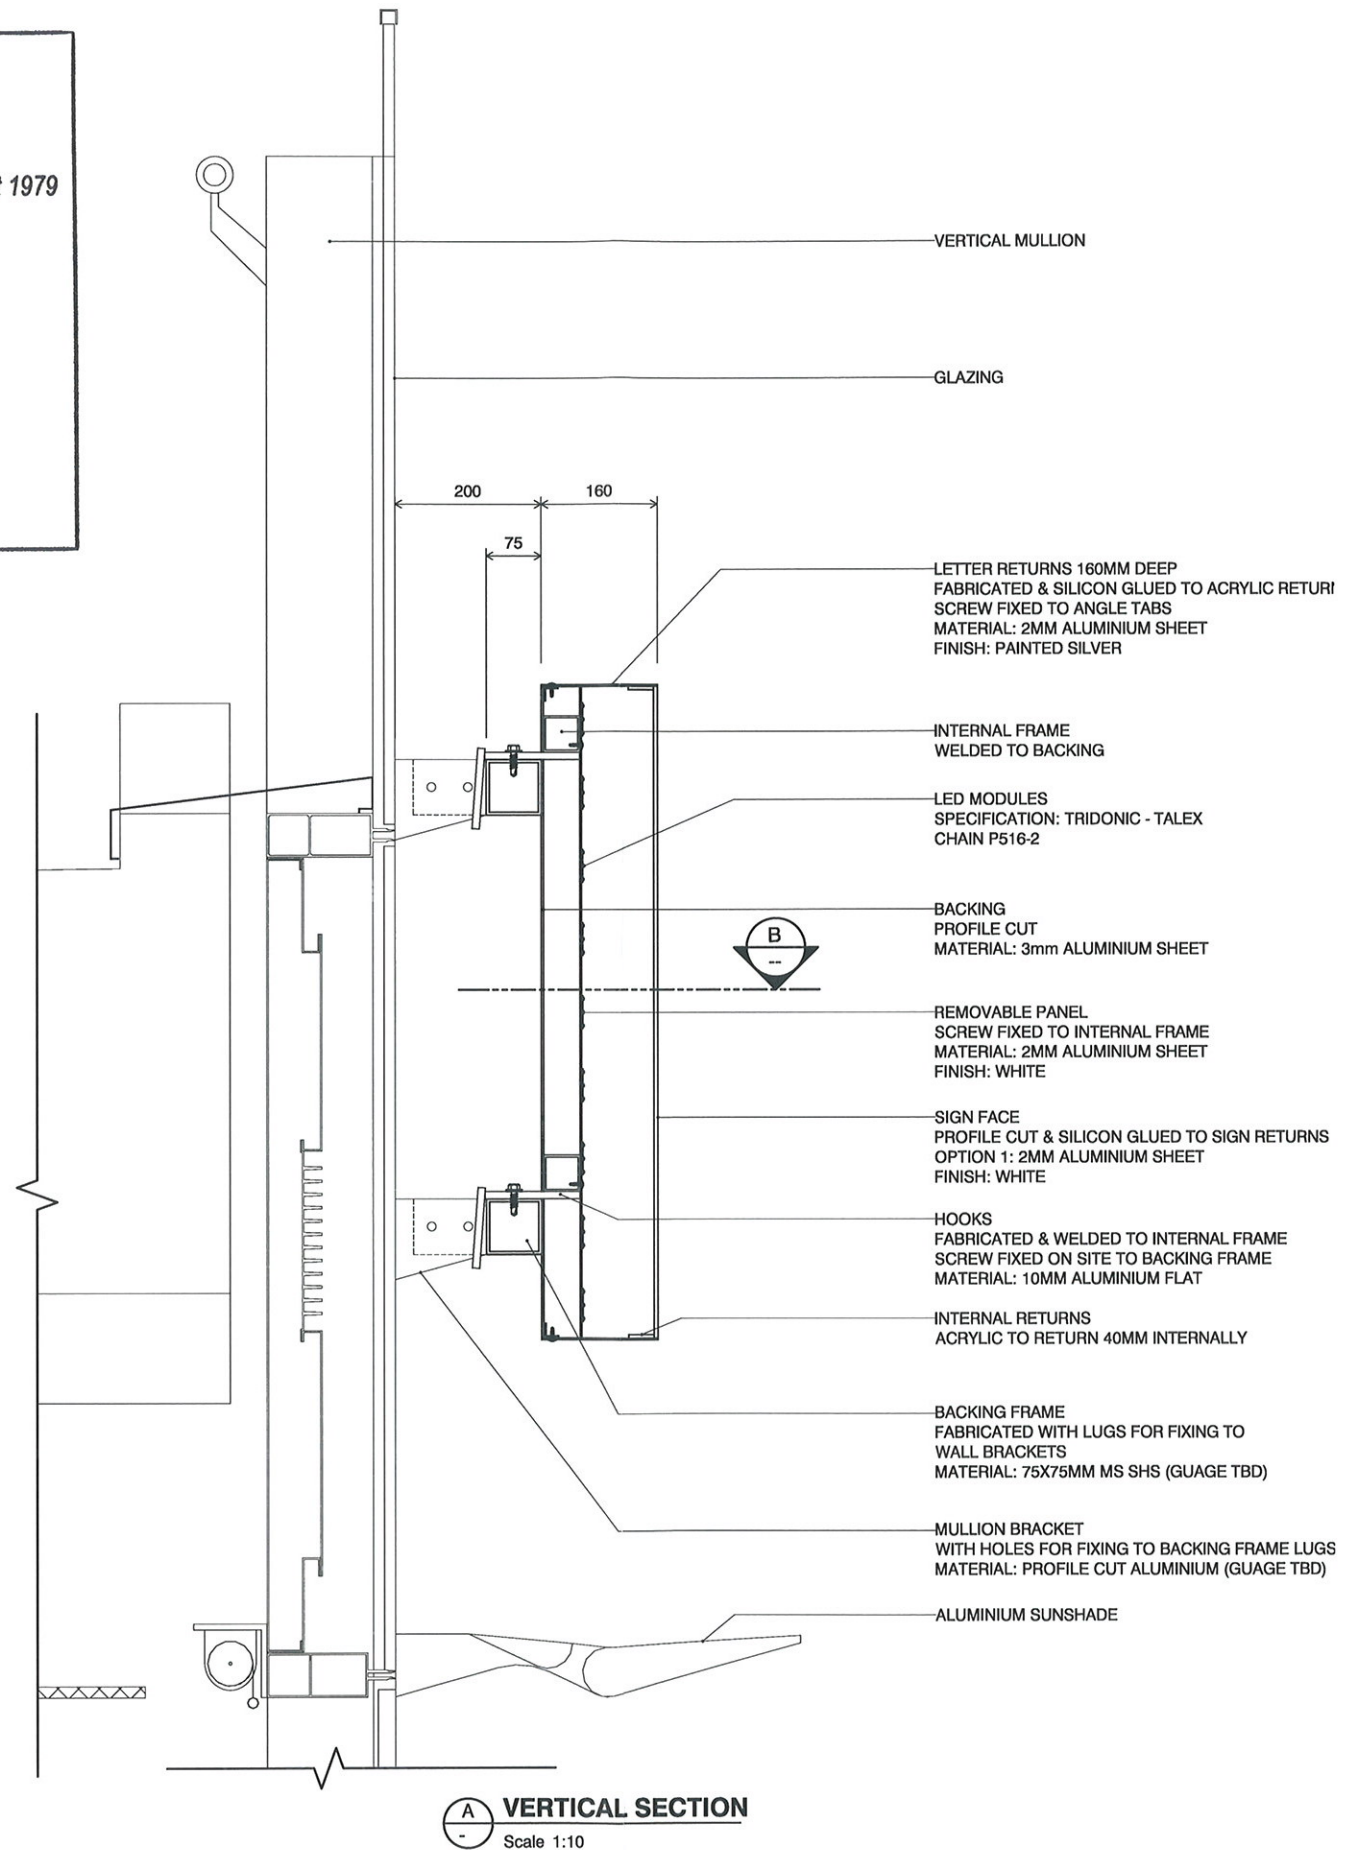 1979
VERTICAL MULLION
GLAZING
200
160
75
LETTER RETURNS 160MM DEEP
FABRICATED & SILICON GLUED TO ACRYLIC
SCREW FIXED TO ANGLE TABS
MATERIAL: 2MM ALUMINIUM SHEET
FINISH: PAINTED SILVER
INTERNAL FRAME
WELDED TO BACKING
LED MODULES
SPECIFICATION: TRIDONIC - TALEX
CHAIN P516-2
BACKING
PROFILE CUT
MATERIAL: 3mm ALUMINIUM SHEET
B
--
REMOVABLE PANEL
SCREW FIXED TO INTERNAL FRAME
MATERIAL: 2MM ALUMINIUM SHEET
FINISH: WHITE
SIGN FACE
PROFILE CUT & SILICON GLUED TO SIGN RETURNS
OPTION 1: 2MM ALUMINIUM SHEET
FINISH: WHITE
HOOKS
FABRICATED & WELDED TO INTERNAL FRAME
SCREW FIXED ON SITE TO BACKING FRAME
MATERIAL: 10MM ALUMINIUM FLAT
INTERNAL RETURNS
ACRYLIC TO RETURN 40MM INTERNALLY
BACKING FRAME
FABRICATED WITH LUGS FOR FIXING TO
WALL BRACKETS
MATERIAL: 75X75MM MS SHS (GUAGE TBD)
MULLION BRACKET
WITH HOLES FOR FIXING TO BACKING FRAME LUGS
MATERIAL: PROFILE CUT ALUMINIUM (GUAGE TBD)
ALUMINIUM SUNSHADE
A
-
VERTICAL SECTION
Scale 1:10